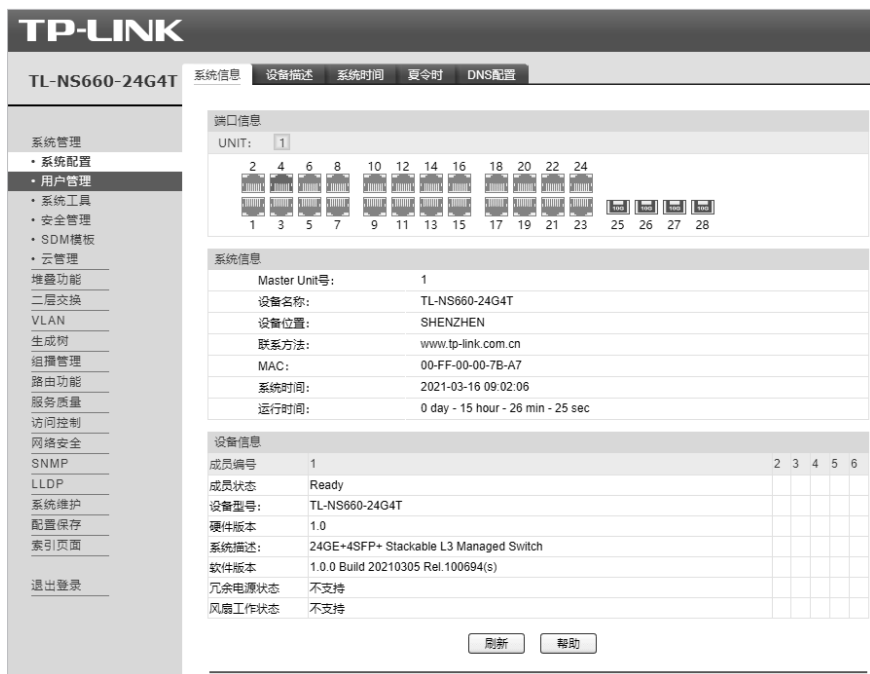 TP-LINK
TL-NS660-24G4T
系统信息 设备描述 系统时间 夏令时 DNS配置
系统管理
• 系统配置
• 用户管理
• 系统工具
• 安全管理
• SDM模板
• 云管理
堆叠功能
二层交换
VLAN
生成树
组播管理
路由功能
服务质量
访问控制
网络安全
SNMP
LLDP
系统维护
配置保存
索引页面
退出登录
端口信息
UNIT: 1
2 4 6 8 10 12 14 16 18 20 22 24
10G 10G 10G 10G
1 3 5 7 9 11 13 15 17 19 21 23 25 26 27 28
系统信息
Master Unit号: 1
设备名称: TL-NS660-24G4T
设备位置: SHENZHEN
联系方法: www.tp-link.com.cn
MAC: 00-FF-00-00-7B-A7
系统时间: 2021-03-16 09:02:06
运行时间: 0 day - 15 hour - 26 min - 25 sec
设备信息
成员编号 1 2 3 4 5 6
成员状态 Ready
设备型号: TL-NS660-24G4T
硬件版本 1.0
系统描述: 24GE+4SFP+ Stackable L3 Managed Switch
软件版本 1.0.0 Build 20210305 Rel.100694(s)
冗余电源状态 不支持
风扇工作状态 不支持
刷新 帮助